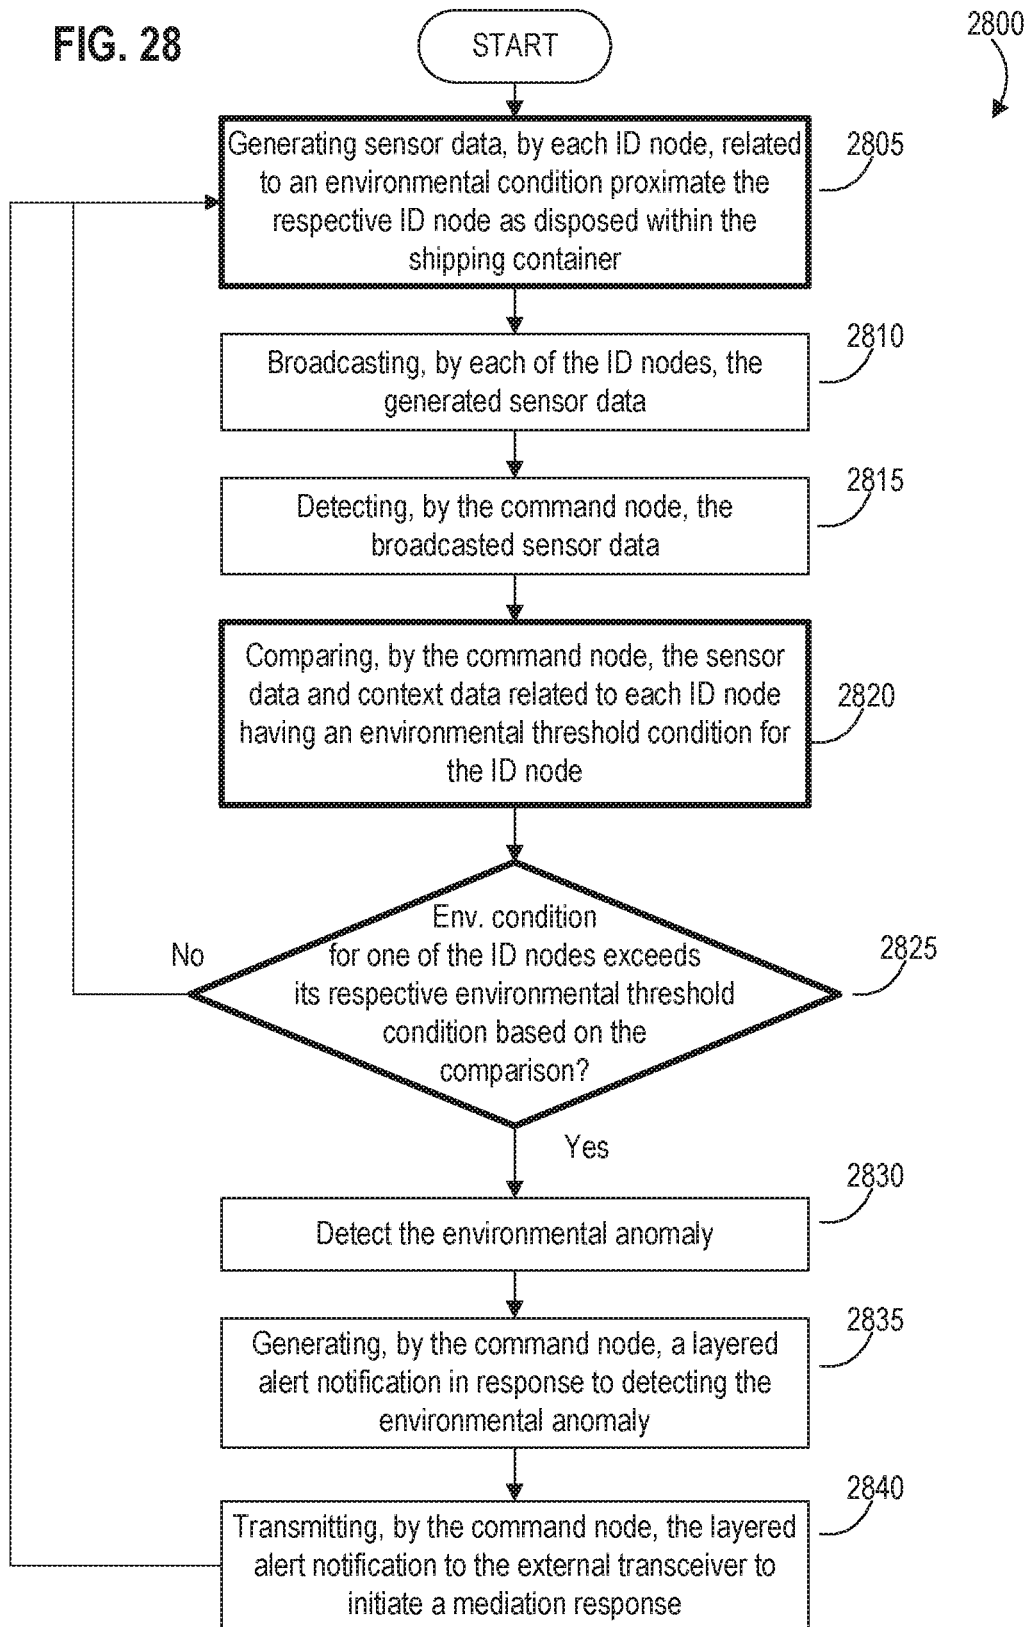 FIG. 28
START
2800
Generating sensor data, by each ID node, related
to an environmental condition proximate the
respective ID node as disposed within the
shipping container
2805
Broadcasting, by each of the ID nodes, the
generated sensor data
2810
Detecting, by the command node, the
broadcasted sensor data
2815
Comparing, by the command node, the sensor
data and context data related to each ID node
having an environmental threshold condition for
the ID node
2820
Env. condition
for one of the ID nodes exceeds
its respective environmental threshold
condition based on the
comparison?
2825
No
Yes
Detect the environmental anomaly
2830
Generating, by the command node, a layered
alert notification in response to detecting the
environmental anomaly
2835
Transmitting, by the command node, the layered
alert notification to the external transceiver to
initiate a mediation response
2840